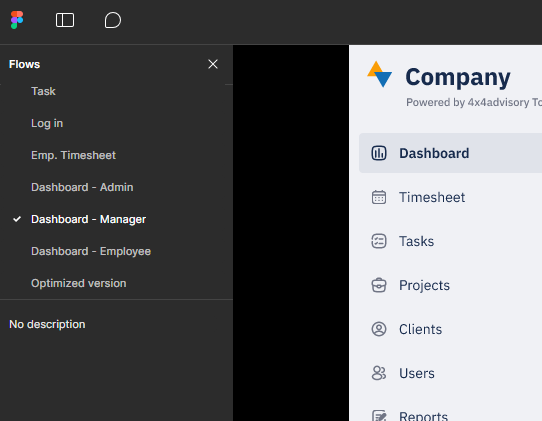 Flows
Task
Log in
Emp. Timesheet
Dashboard - Admin
Dashboard - Manager
Dashboard - Employee
Optimized version
No description
Company
Powered by 4x4advisory To
Dashboard
Timesheet
Tasks
Projects
Clients
Users
Reports